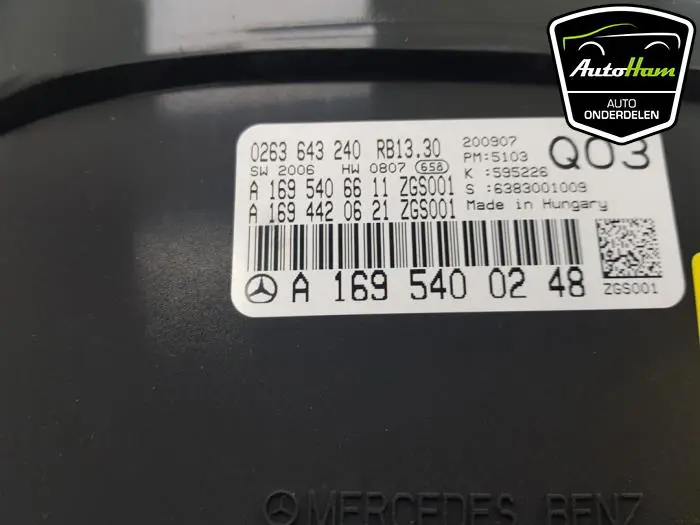 AutoHam
AUTO
ONDERDELEN
0263 643 240 RB13.30
SW 2006 HW 0807 658
A 169 540 66 11 ZGS001
A 169 442 06 21 ZGS001
200907
PM:5103
K :595226
S :6383001009
Made in Hungary
Q03
A 169 540 02 48
ZGS001
MERCEDES BENZ